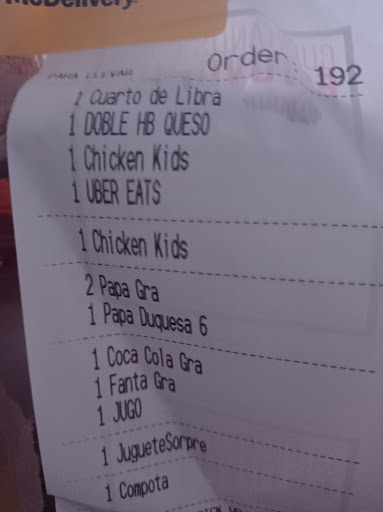 McDelivery
Order 192
PARA LLEVAR
1 Cuarto de Libra
1 DOBLE HB QUESO
1 Chicken Kids
1 UBER EATS
1 Chicken Kids
2 Papa Gra
1 Papa Duquesa 6
1 Coca Cola Gra
1 Fanta Gra
1 JUGO
1 JugueteSorpre
1 Compota